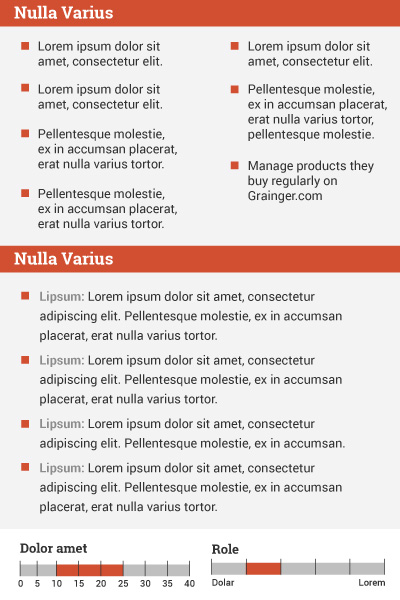 Nulla Varius
Lorem ipsum dolor sit
amet, consectetur elit.
Lorem ipsum dolor sit
amet, consectetur elit.
Pellentesque molestie,
ex in accumsan placerat,
erat nulla varius tortor.
Pellentesque molestie,
ex in accumsan placerat,
erat nulla varius tortor.
Lorem ipsum dolor sit
amet, consectetur elit.
Pellentesque molestie,
ex in accumsan placerat,
erat nulla varius tortor,
pellentesque molestie.
Manage products they
buy regularly on
Grainger.com
Nulla Varius
Lipsum: Lorem ipsum dolor sit amet, consectetur
adipiscing elit. Pellentesque molestie, ex in accumsan
placerat, erat nulla varius tortor.
Lipsum: Lorem ipsum dolor sit amet, consectetur
adipiscing elit. Pellentesque molestie, ex in accumsan
placerat, erat nulla varius tortor.
Lipsum: Lorem ipsum dolor sit amet, consectetur
adipiscing elit. Pellentesque molestie, ex in accumsan.
Lipsum: Lorem ipsum dolor sit amet, consectetur
adipiscing elit. Pellentesque molestie, ex in accumsan
placerat, erat nulla varius tortor.
Dolor amet
0 5 10 15 20 25 30 35 40
Role
Dolar Lorem